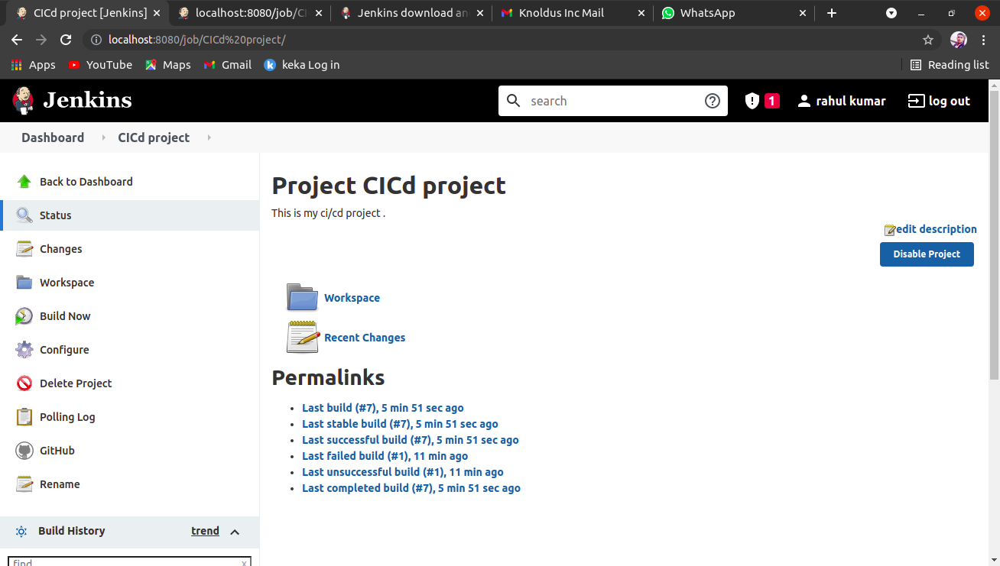 CICd project [Jenkins]
localhost:8080/job/CI
Jenkins download an
Knoldus Inc Mail
WhatsApp
localhost:8080/job/CICd%20project/
Apps YouTube Maps Gmail keka Log in Reading list
Jenkins search 1 rahul kumar log out
Dashboard CICd project
Back to Dashboard
Status
Changes
Workspace
Build Now
Configure
Delete Project
Polling Log
GitHub
Rename
Build History trend
find x
Project CICd project
This is my ci/cd project .
edit description
Disable Project
Workspace
Recent Changes
Permalinks
Last build (#7), 5 min 51 sec ago
Last stable build (#7), 5 min 51 sec ago
Last successful build (#7), 5 min 51 sec ago
Last failed build (#1), 11 min ago
Last unsuccessful build (#1), 11 min ago
Last completed build (#7), 5 min 51 sec ago